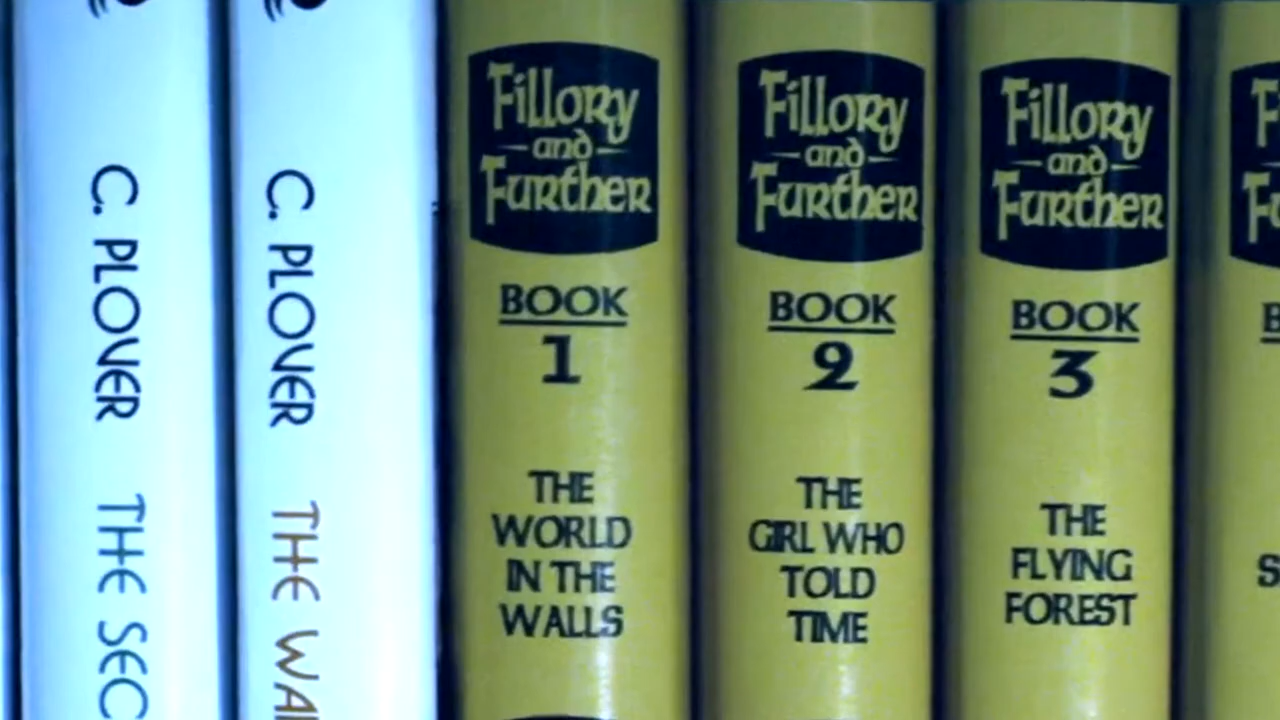 C. PLOVER THE SEC
C. PLOVER THE WAN
Fillory
and
Further
BOOK
1
THE
WORLD
IN THE
WALLS
Fillory
and
Further
BOOK
2
THE
GIRL WHO
TOLD
TIME
Fillory
and
Further
BOOK
3
THE
FLYING
FOREST